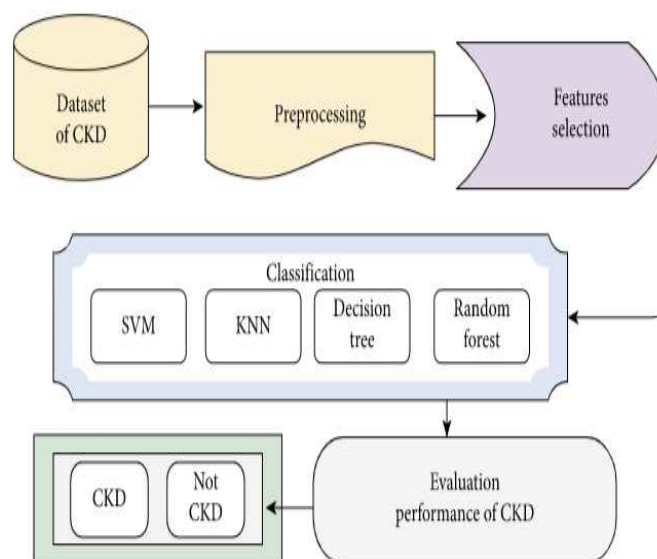 Dataset
of CKD
Preprocessing
Features
selection
Classification
SVM
KNN
Decision
tree
Random
forest
Evaluation
performance of CKD
CKD
Not
CKD